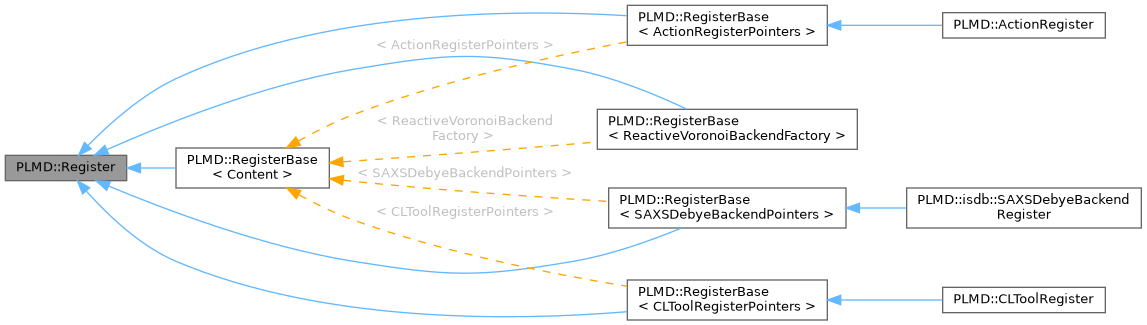 PLMD::RegisterBase
< ActionRegisterPointers >
PLMD::ActionRegister
< ActionRegisterPointers >
PLMD::RegisterBase
< ReactiveVoronoiBackendFactory >
< ReactiveVoronoiBackend
Factory >
PLMD::Register
PLMD::RegisterBase
< Content >
< SAXSDebyeBackendPointers >
PLMD::RegisterBase
< SAXSDebyeBackendPointers >
PLMD::isdb::SAXSDebyeBackend
Register
< CLToolRegisterPointers >
PLMD::RegisterBase
< CLToolRegisterPointers >
PLMD::CLToolRegister